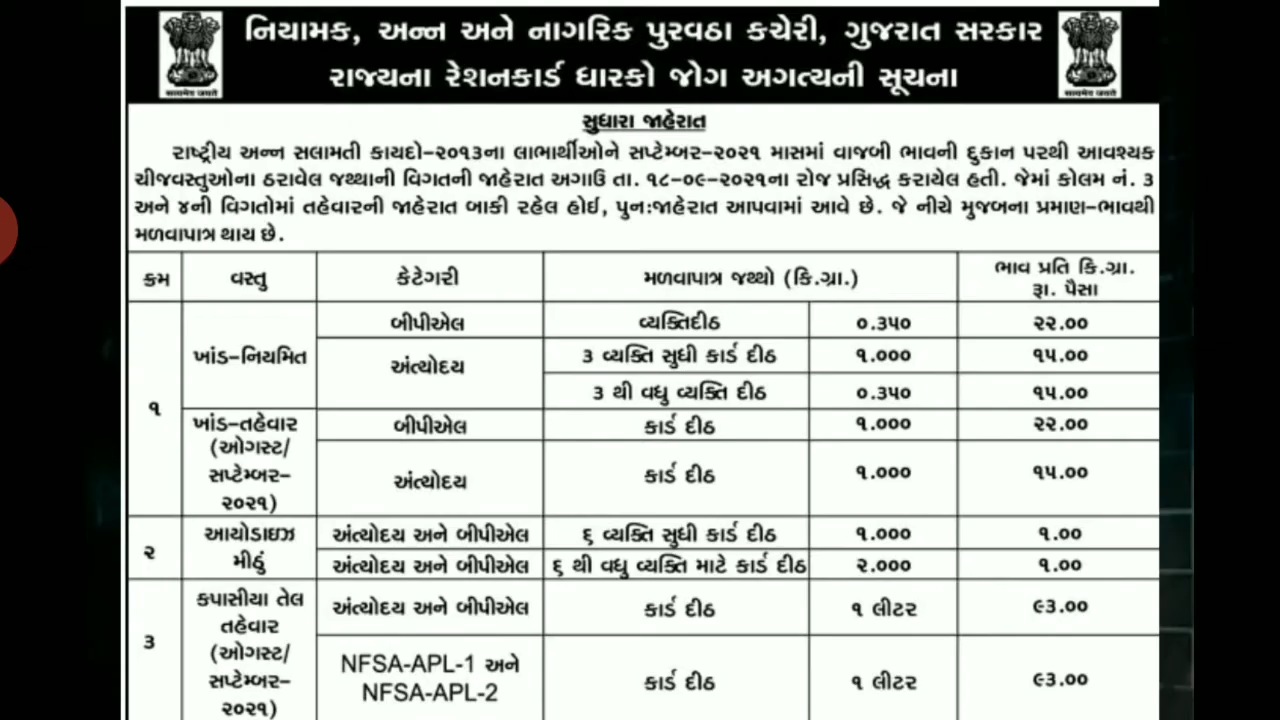 નિયામક, અન્ન અને નાગરિક પુરવઠા કચેરી, ગુજરાત સરકાર
રાજ્યના રેશનકાર્ડ ધારકો જોગ અગત્યની સૂચના
સત્યમેવ જયતે
સત્યમેવ જયતે
સુધારા જાહેરાત
રાષ્ટ્રીય અન્ન સલામતી કાયદો-૨૦૧૩ના લાભાર્થીઓને સપ્ટેમ્બર-૨૦૨૧ માસમાં વાજબી ભાવની દુકાન પરથી આવશ્યક
ચીજવસ્તુઓના ઠરાવેલ જથ્થાની વિગતની જાહેરાત અગાઉ તા. ૧૮-૦૯-૨૦૨૧ના રોજ પ્રસિદ્ધ કરાયેલ હતી. જેમાં કોલમ નં. ૩
અને ૪ની વિગતોમાં તહેવારની જાહેરાત બાકી રહેલ હોઈ, પુનઃજાહેરાત આપવામાં આવે છે. જે નીચે મુજબના પ્રમાણ-ભાવથી
મળવાપાત્ર થાય છે.
ક્રમ વસ્તુ કેટેગરી મળવાપાત્ર જથ્થો (કિ.ગ્રા.) ભાવ પ્રતિ કિ.ગ્રા.
રૂા. પૈસા
૧ ખાંડ-નિયમિત બીપીએલ વ્યક્તિદીઠ ૦.૩૫૦ ૨૨.૦૦
અંત્યોદય ૩ વ્યક્તિ સુધી કાર્ડ દીઠ ૧.૦૦૦ ૧૫.૦૦
૩ થી વધુ વ્યક્તિ દીઠ ૦.૩૫૦ ૧૫.૦૦
ખાંડ-તહેવાર બીપીએલ કાર્ડ દીઠ ૧.૦૦૦ ૨૨.૦૦
(ઓગસ્ટ/
સપ્ટેમ્બર- અંત્યોદય કાર્ડ દીઠ ૧.૦૦૦ ૧૫.૦૦
૨૦૨૧)
૨ આયોડાઇઝ અંત્યોદય અને બીપીએલ ૬ વ્યક્તિ સુધી કાર્ડ દીઠ ૧.૦૦૦ ૧.૦૦
મીઠું અંત્યોદય અને બીપીએલ ૬ થી વધુ વ્યક્તિ માટે કાર્ડ દીઠ ૨.૦૦૦ ૧.૦૦
૩ કપાસીયા તેલ અંત્યોદય અને બીપીએલ કાર્ડ દીઠ ૧ લીટર ૯૩.૦૦
તહેવાર
(ઓગસ્ટ/ NFSA-APL-1 અને
સપ્ટેમ્બર- NFSA-APL-2 કાર્ડ દીઠ ૧ લીટર ૯૩.૦૦
૨૦૨૧)